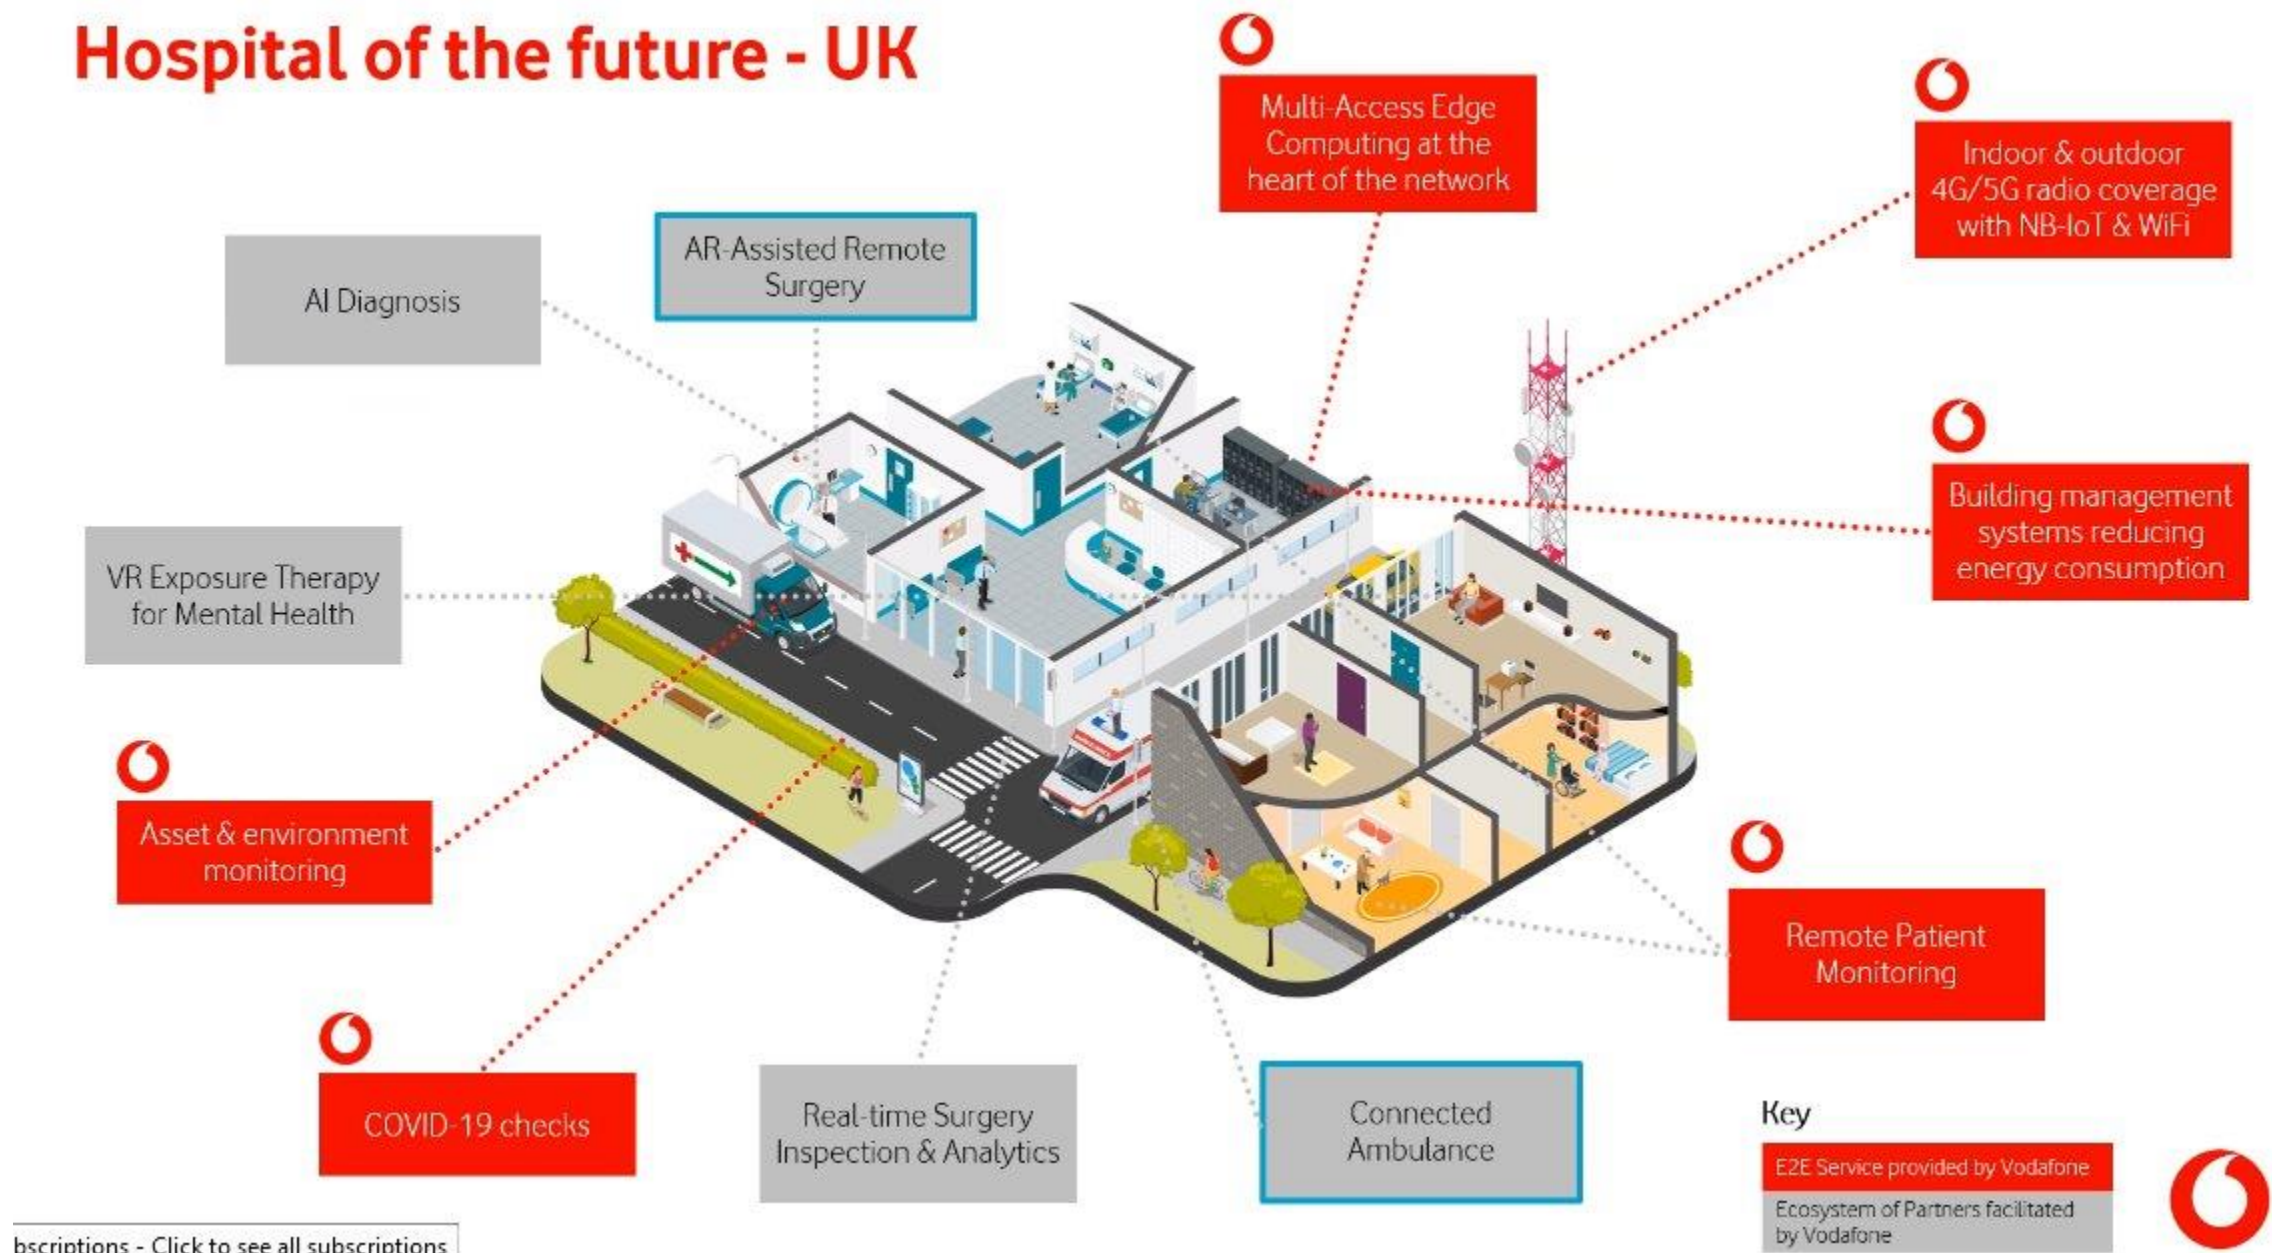 Hospital of the future - UK
Multi-Access Edge
Computing at the
heart of the network
Indoor & outdoor
4G/5G radio coverage
with NB-IoT & WiFi
AR-Assisted Remote
Surgery
AI Diagnosis
Building management
systems reducing
energy consumption
VR Exposure Therapy
for Mental Health
Asset & environment
monitoring
Remote Patient
Monitoring
COVID-19 checks
Real-time Surgery
Inspection & Analytics
Connected
Ambulance
Key
E2E Service provided by Vodafone
Ecosystem of Partners facilitated
by Vodafone
bscriptions - Click to see all subscriptions